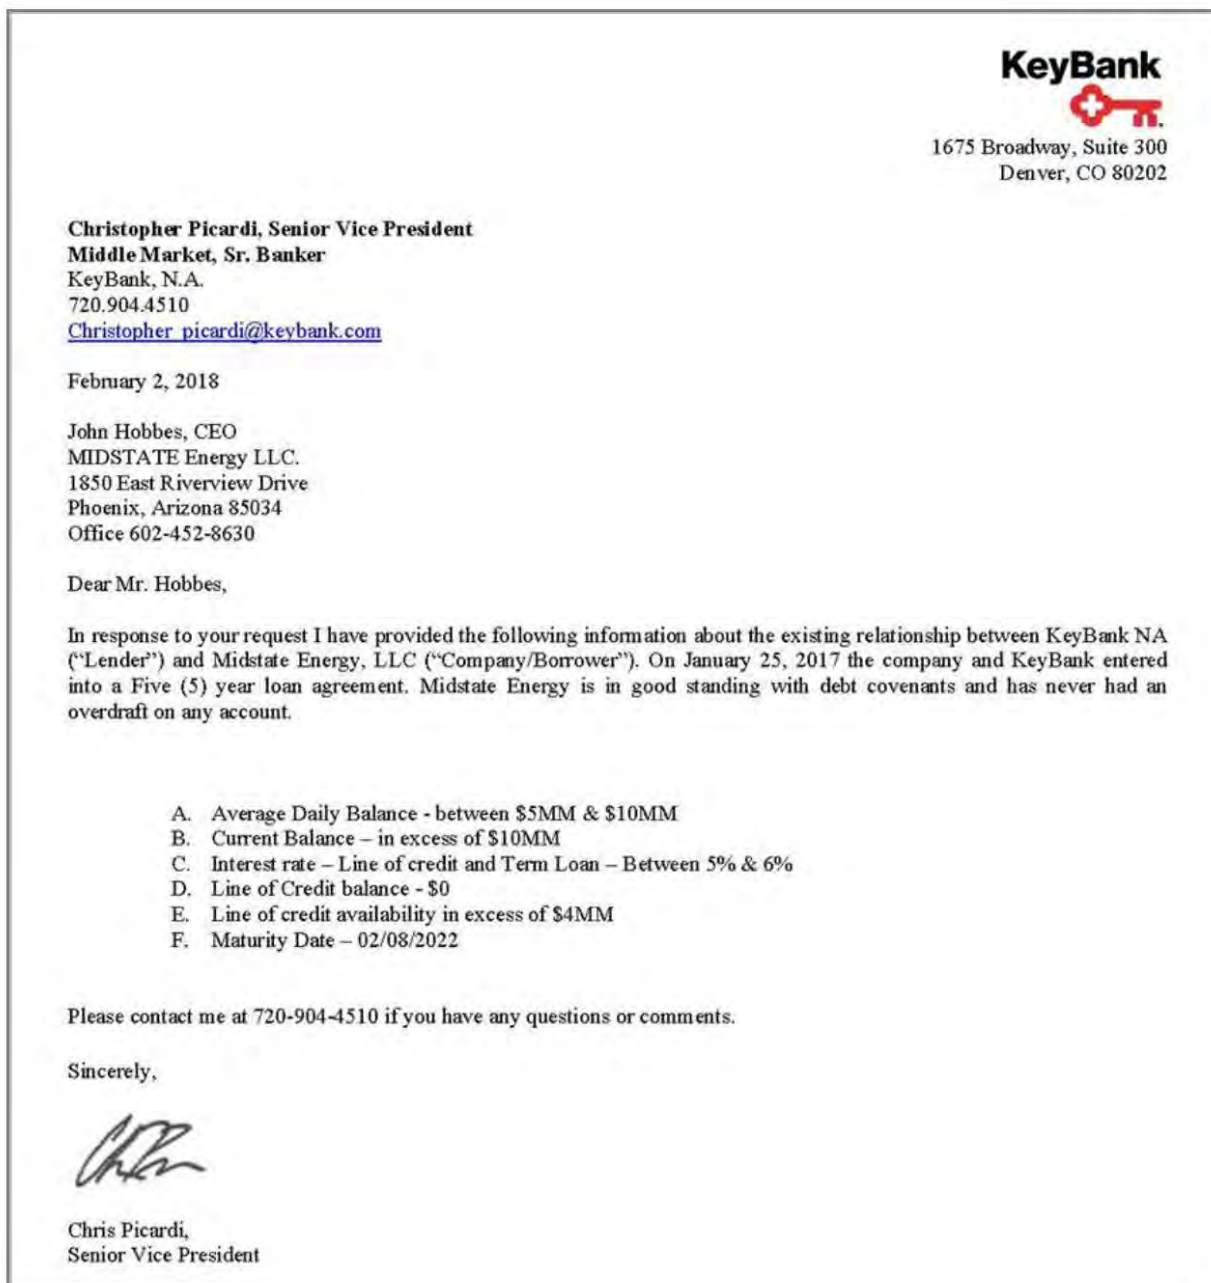 KeyBank
1675 Broadway, Suite 300
Denver, CO 80202
Christopher Picardi, Senior Vice President
Middle Market, Sr. Banker
KeyBank, N.A.
720.904.4510
Christopher_picardi@keybank.com
February 2, 2018
John Hobbes, CEO
MIDSTATE Energy LLC.
1850 East Riverview Drive
Phoenix, Arizona 85034
Office 602-452-8630
Dear Mr. Hobbes,
In response to your request I have provided the following information about the existing relationship between KeyBank NA
(“Lender”) and Midstate Energy, LLC (“Company/Borrower”). On January 25, 2017 the company and KeyBank entered
into a Five (5) year loan agreement. Midstate Energy is in good standing with debt covenants and has never had an
overdraft on any account.
A. Average Daily Balance - between $5MM & $10MM
B. Current Balance – in excess of $10MM
C. Interest rate – Line of credit and Term Loan – Between 5% & 6%
D. Line of Credit balance - $0
E. Line of credit availability in excess of $4MM
F. Maturity Date – 02/08/2022
Please contact me at 720-904-4510 if you have any questions or comments.
Sincerely,
Chris Picardi,
Senior Vice President